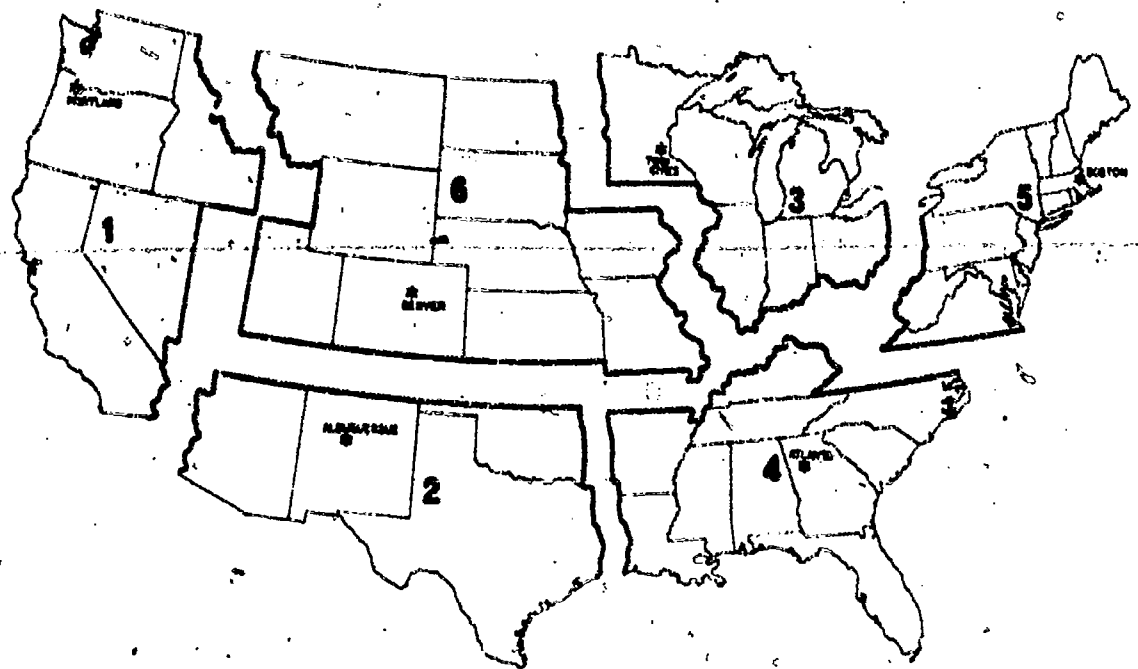 PORTLAND
TWIN
CITIES
BOSTON
6
3
5
1
DENVER
ALBUQUERQUE
ATLANTA
4
2